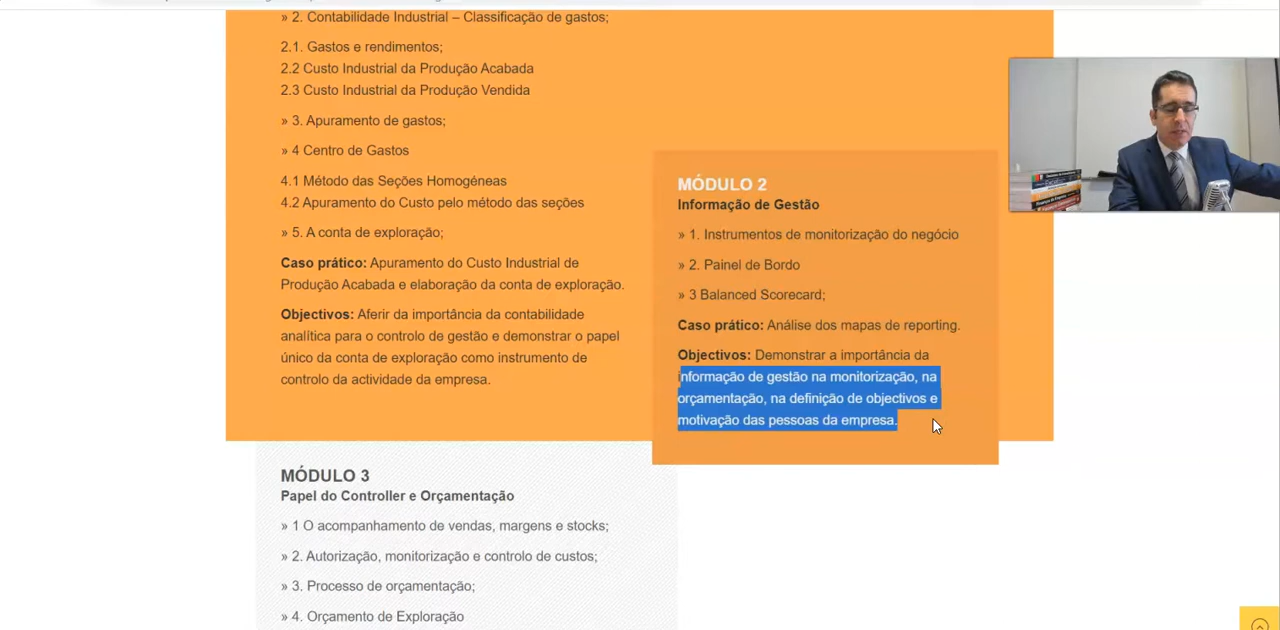 » 2. Contabilidade Industrial – Classificação de gastos;
2.1. Gastos e rendimentos;
2.2 Custo Industrial da Produção Acabada
2.3 Custo Industrial da Produção Vendida
» 3. Apuramento de gastos;
» 4 Centro de Gastos
4.1 Método das Seções Homogéneas
4.2 Apuramento do Custo pelo método das seções
» 5. A conta de exploração;
Caso prático: Apuramento do Custo Industrial de
Produção Acabada e elaboração da conta de exploração.
Objectivos: Aferir da importância da contabilidade
analítica para o controlo de gestão e demonstrar o papel
único da conta de exploração como instrumento de
controlo da actividade da empresa.
MÓDULO 2
Informação de Gestão
» 1. Instrumentos de monitorização do negócio
» 2. Painel de Bordo
» 3 Balanced Scorecard;
Caso prático: Análise dos mapas de reporting.
Objectivos: Demonstrar a importância da
informação de gestão na monitorização, na
orçamentação, na definição de objectivos e
motivação das pessoas da empresa.
MÓDULO 3
Papel do Controller e Orçamentação
» 1 O acompanhamento de vendas, margens e stocks;
» 2. Autorização, monitorização e controlo de custos;
» 3. Processo de orçamentação;
» 4. Orçamento de Exploração